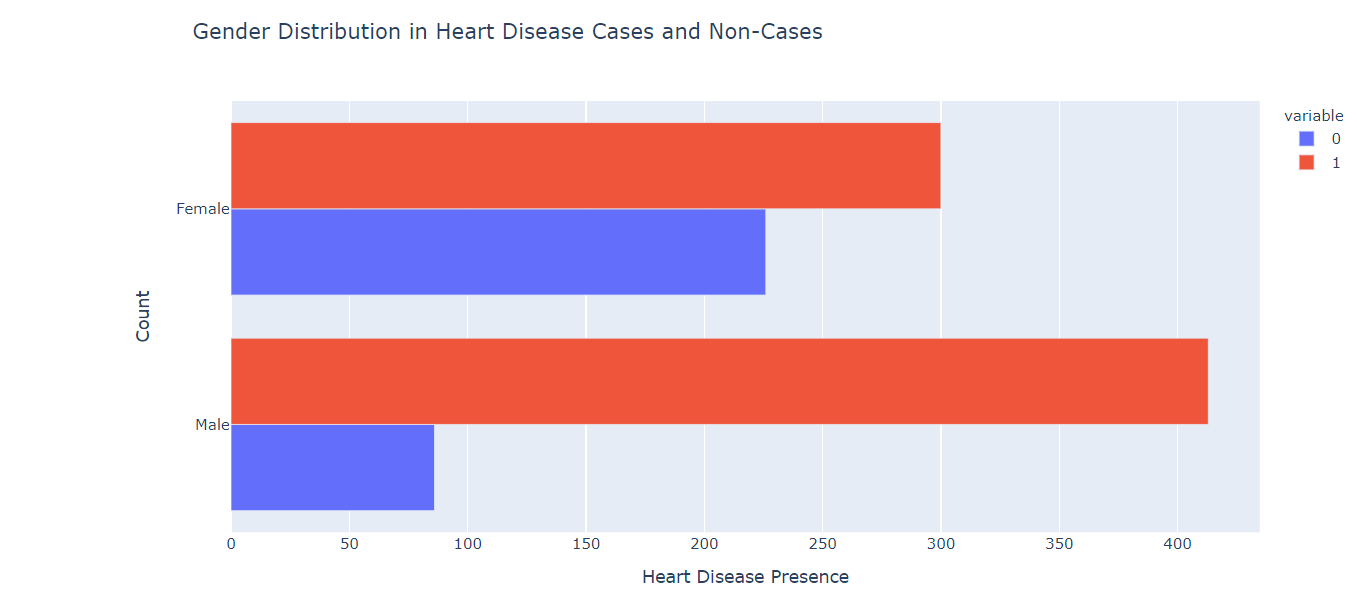 Gender Distribution in Heart Disease Cases and Non-Cases
variable
0
1
Female
Male
Count
0 50 100 150 200 250 300 350 400
Heart Disease Presence